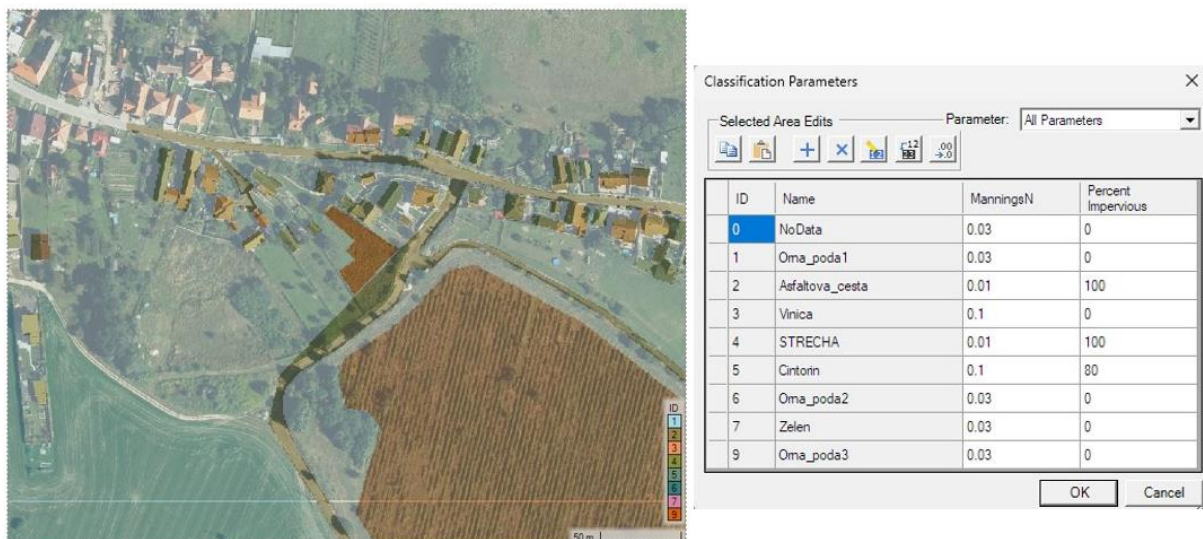 ID
1
2
3
4
5
6
7
9
50 m
Classification Parameters
Selected Area Edits
Parameter: All Parameters
ID Name ManningsN Percent Impervious
0 NoData 0.03 0
1 Orna_poda1 0.03 0
2 Asfaltova_cesta 0.01 100
3 Vinica 0.1 0
4 STRECHA 0.01 100
5 Cintorin 0.1 80
6 Orna_poda2 0.03 0
7 Zelen 0.03 0
9 Orna_poda3 0.03 0
OK Cancel